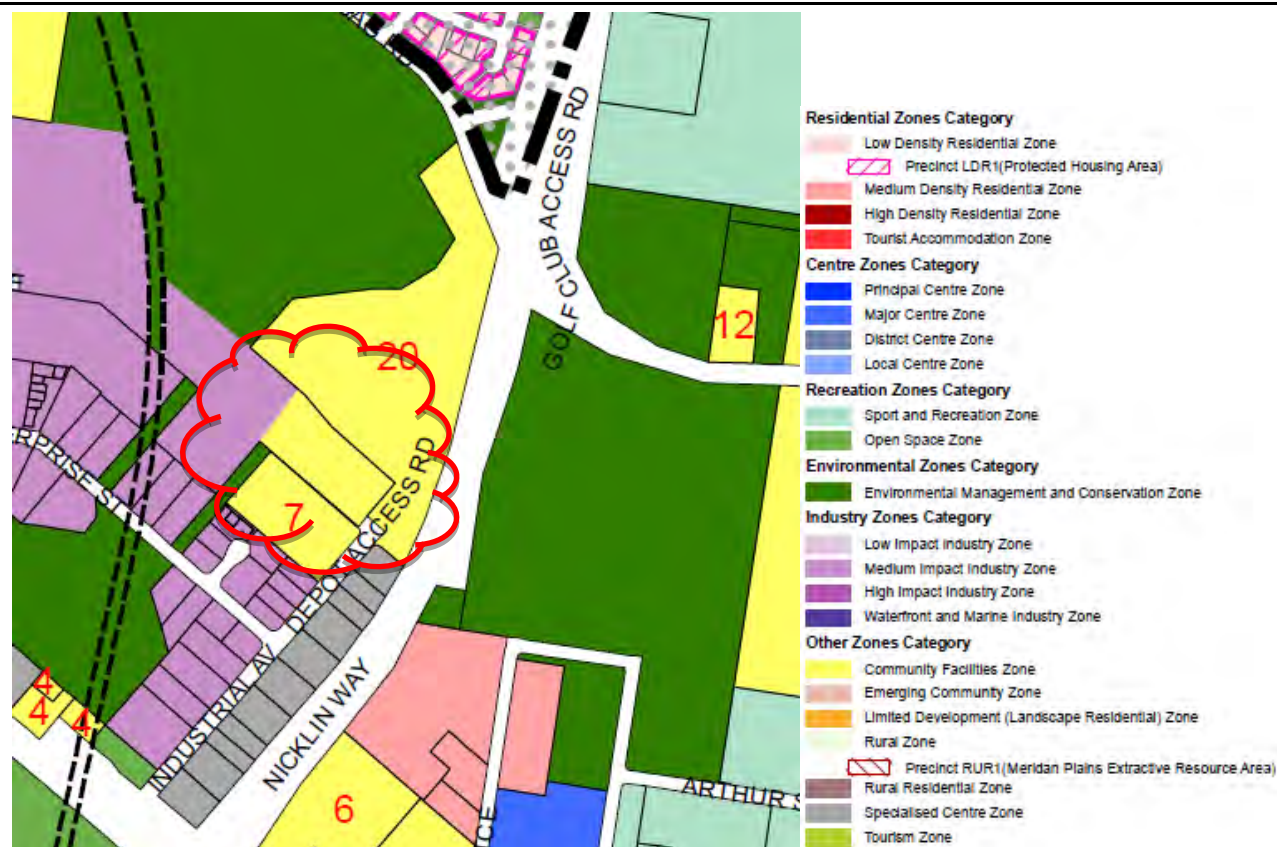 GOLF CLUB ACCESS RD
12
20
DEPOT ACCESS RD
7
INDUSTRIAL AV
NICKLIN WAY
4
4
4
6
ARTHUR S
Residential Zones Category
Low Density Residential Zone
Precinct LDR1(Protected Housing Area)
Medium Density Residential Zone
High Density Residential Zone
Tourist Accommodation Zone
Centre Zones Category
Principal Centre Zone
Major Centre Zone
District Centre Zone
Local Centre Zone
Recreation Zones Category
Sport and Recreation Zone
Open Space Zone
Environmental Zones Category
Environmental Management and Conservation Zone
Industry Zones Category
Low Impact Industry Zone
Medium Impact Industry Zone
High Impact Industry Zone
Waterfront and Marine Industry Zone
Other Zones Category
Community Facilities Zone
Emerging Community Zone
Limited Development (Landscape Residential) Zone
Rural Zone
Precinct RUR1(Meridan Plains Extractive Resource Area)
Rural Residential Zone
Specialised Centre Zone
Tourism Zone